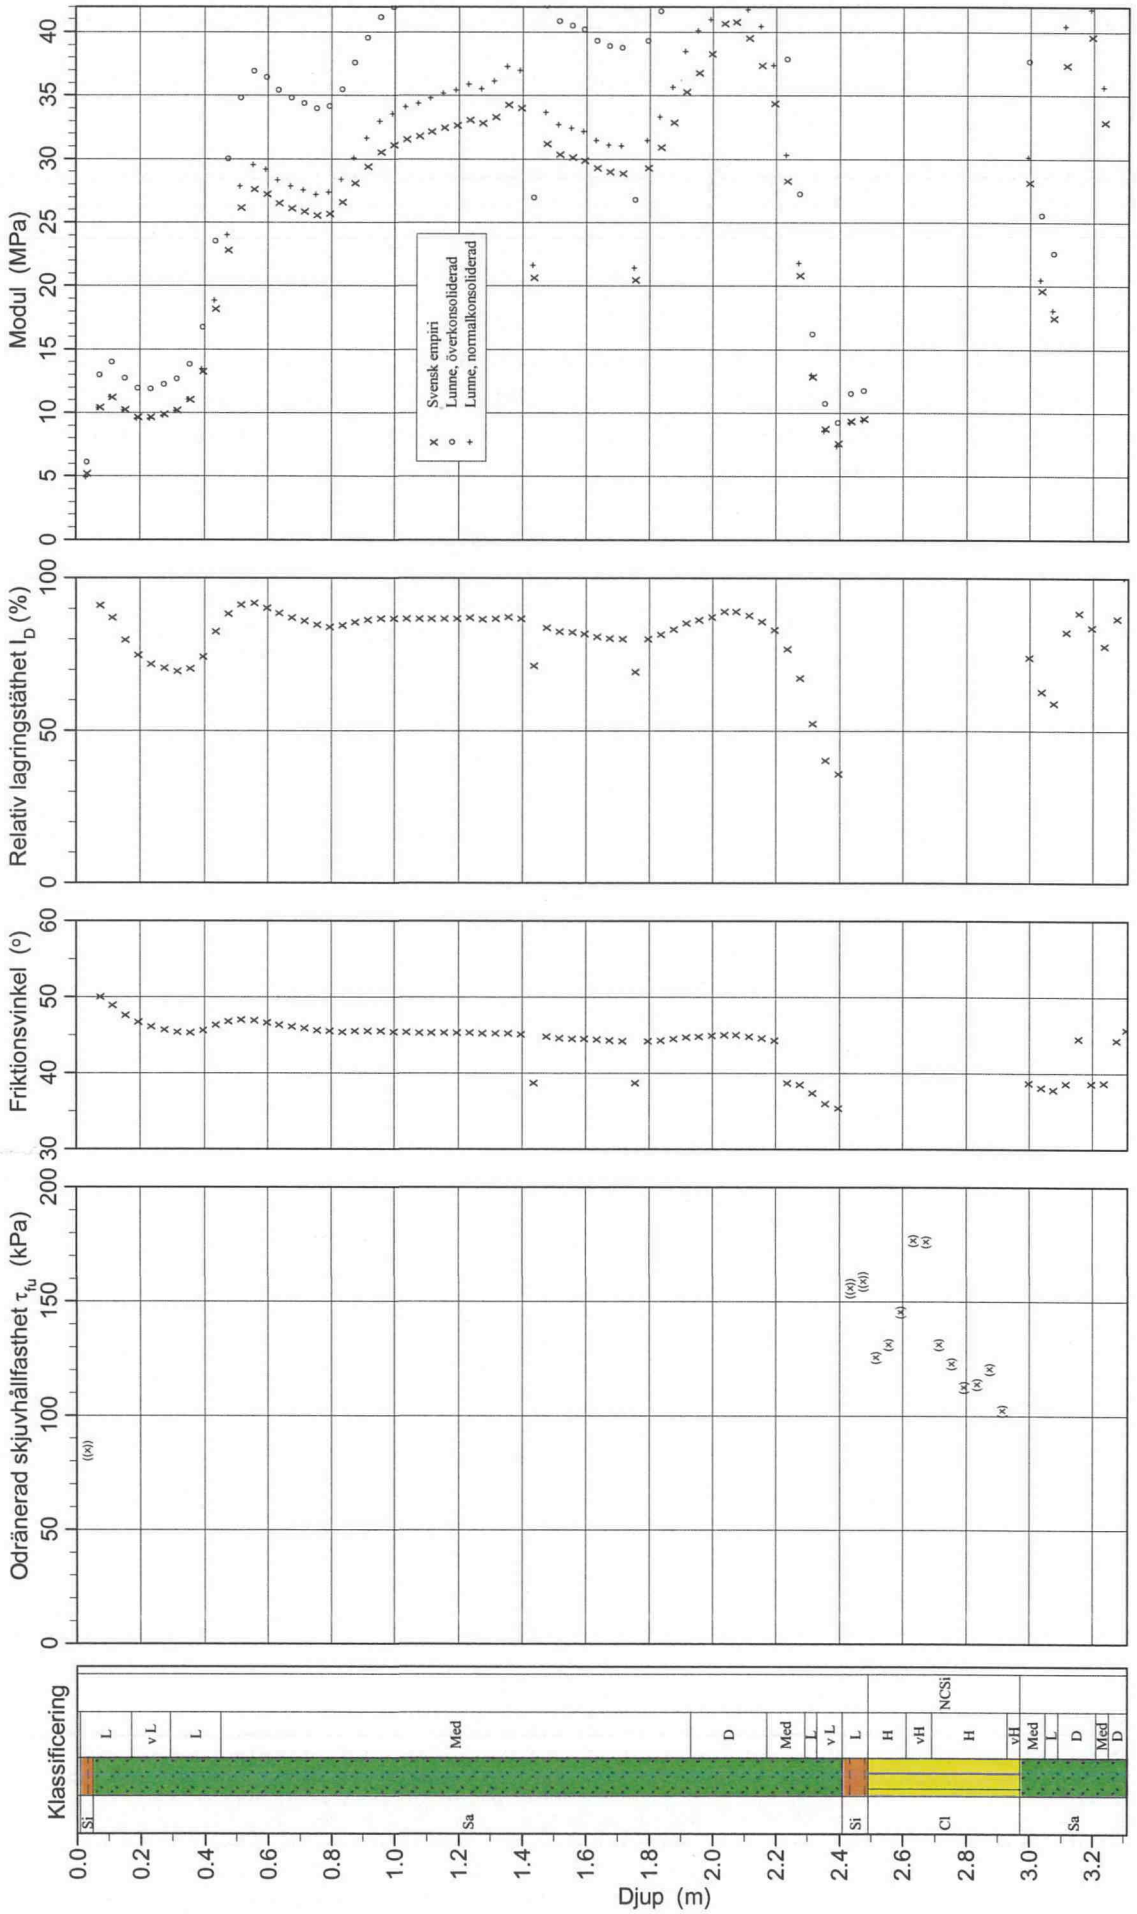 Modul (MPa)
40
35
30
25
20
15
10
5
0
x Svensk empiri
o Lunne, överkonsoliderad
+ Lunne, normalkonsoliderad
Relativ lagringstäthet I_D (%)
100
50
0
Friktionsvinkel (°)
60
50
40
30
Odränerad skjuvhållfasthet τ_fu (kPa)
200
150
100
50
0
Klassificering
L
v L
L
Med
D
Med
L
v L
L
H
vH
H
vH
Med
L
D
Med
D
NCSi
Si
Sa
Si
Cl
Sa
0.0
0.2
0.4
0.6
0.8
1.0
1.2
1.4
1.6
1.8
2.0
2.2
2.4
2.6
2.8
3.0
3.2
Djup (m)